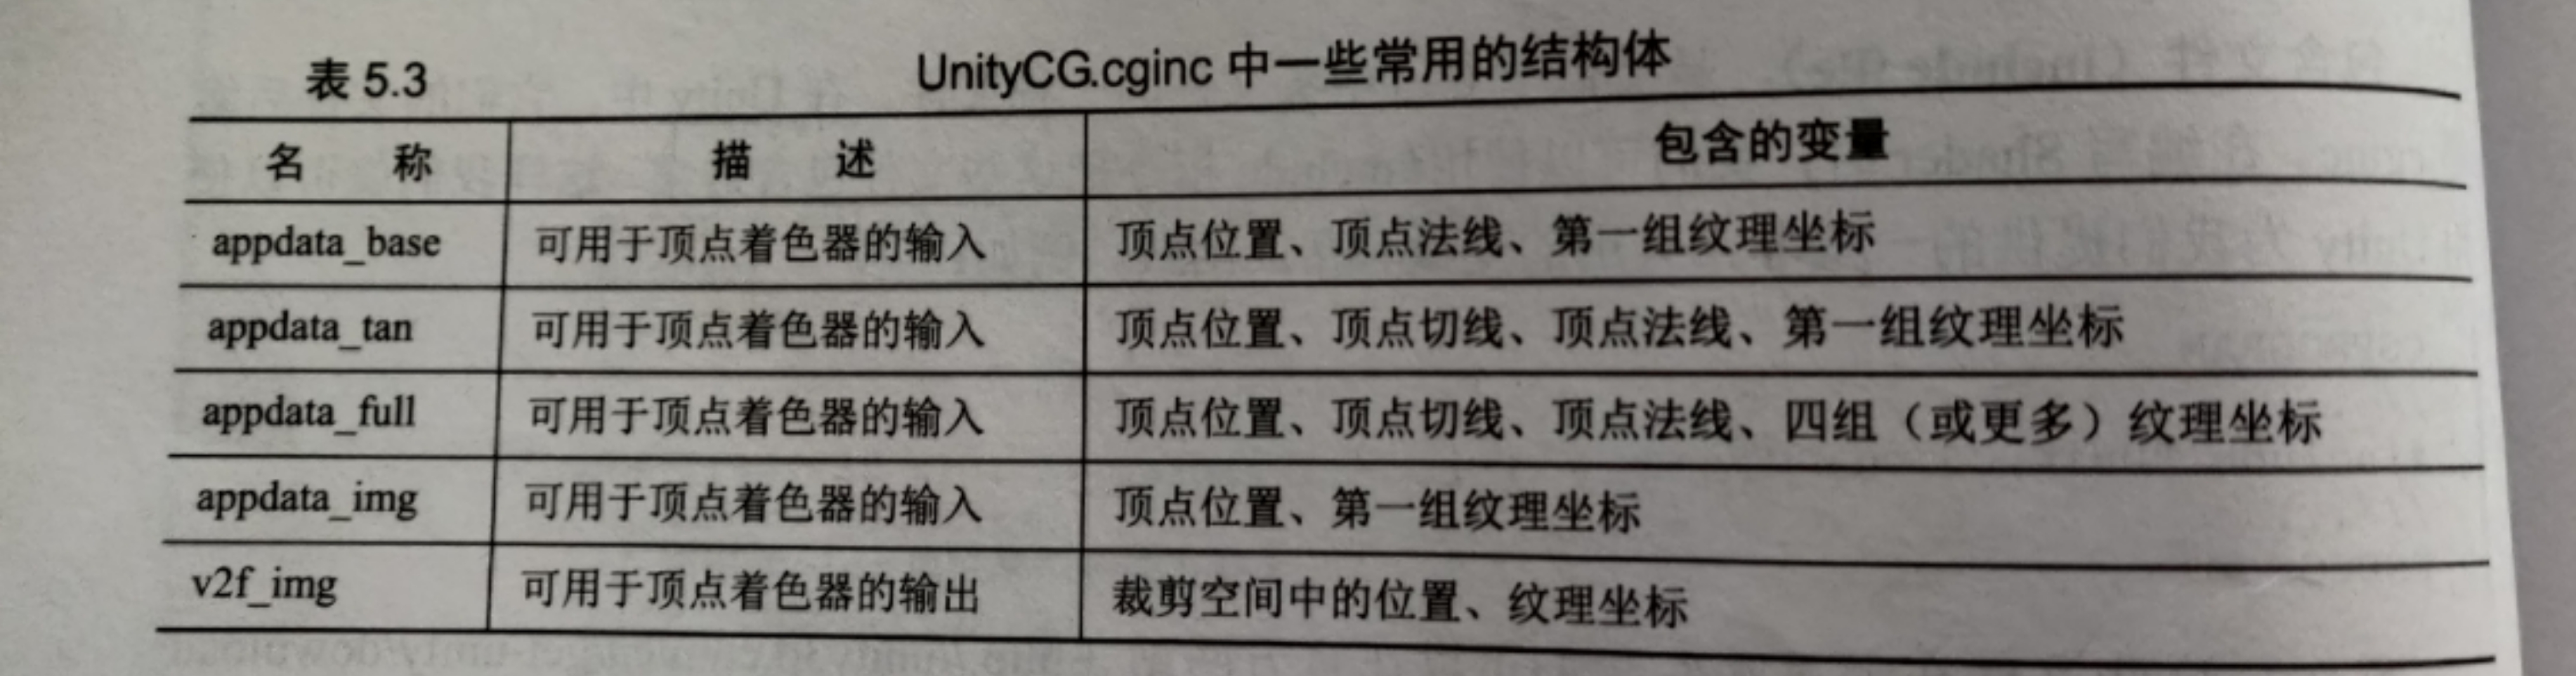 表 5.3 UnityCG.cginc 中一些常用的结构体
名 称 描 述 包含的变量
appdata_base 可用于顶点着色器的输入 顶点位置、顶点法线、第一组纹理坐标
appdata_tan 可用于顶点着色器的输入 顶点位置、顶点切线、顶点法线、第一组纹理坐标
appdata_full 可用于顶点着色器的输入 顶点位置、顶点切线、顶点法线、四组（或更多）纹理坐标
appdata_img 可用于顶点着色器的输入 顶点位置、第一组纹理坐标
v2f_img 可用于顶点着色器的输出 裁剪空间中的位置、纹理坐标